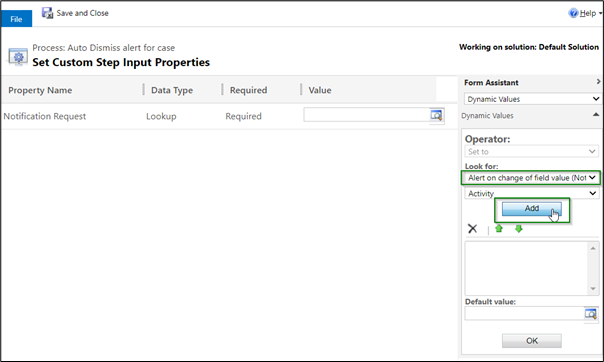 File
Save and Close
Help
Process: Auto Dismiss alert for case
Set Custom Step Input Properties
Working on solution: Default Solution
Property Name Data Type Required Value
Notification Request Lookup Required
Form Assistant
Dynamic Values
Dynamic Values
Operator:
Set to
Look for:
Alert on change of field value (Not
Activity
Add
Default value:
OK